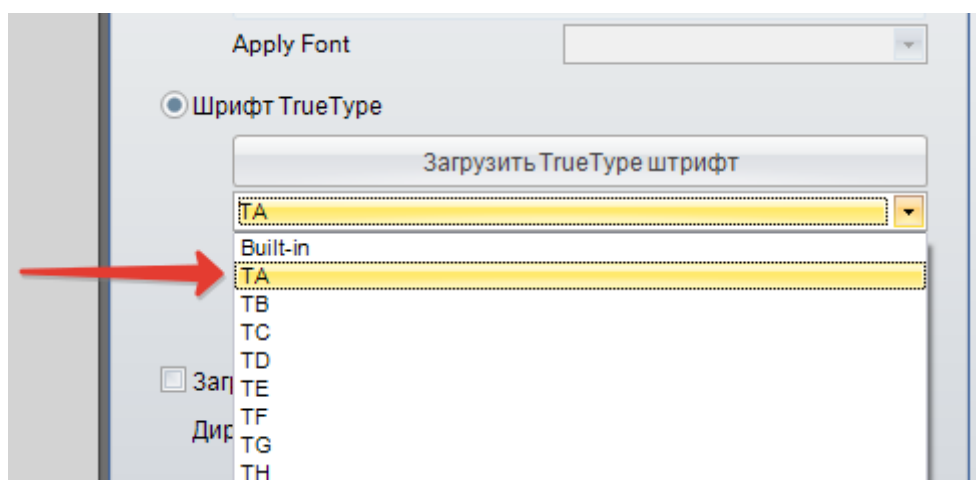 Apply Font
Шрифт TrueType
Загрузить TrueType штрифт
TA
Built-in
TA
TB
TC
TD
TE
TF
TG
TH